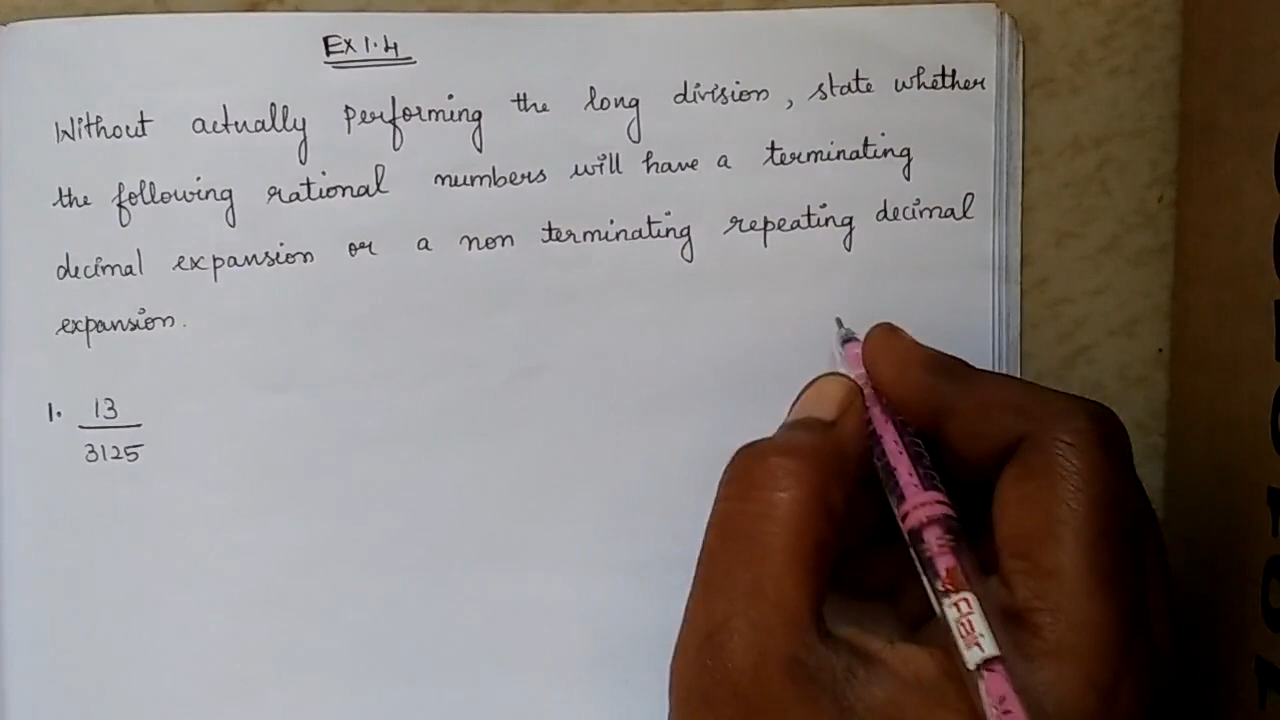 Ex 1.4
Without actually performing the long division, state whether
the following rational numbers will have a terminating
decimal expansion or a non terminating repeating decimal
expansion.
1. 13
3125
Flair